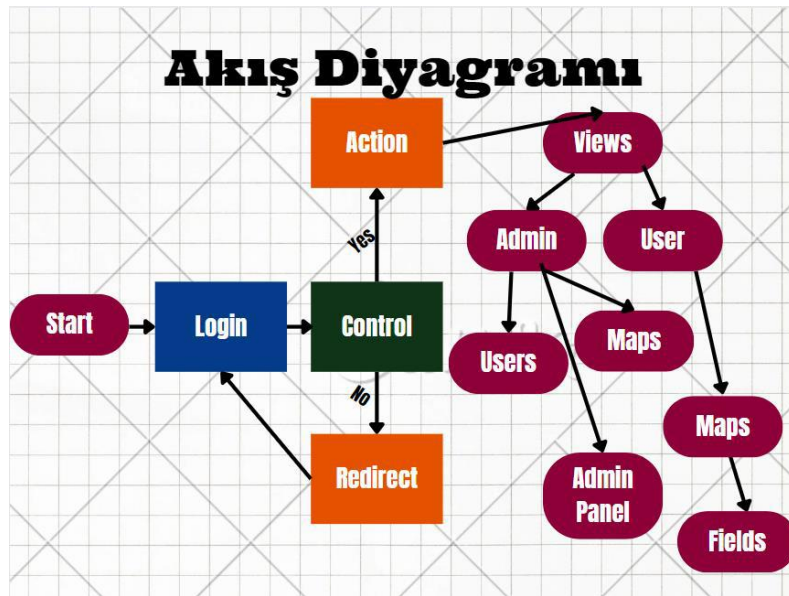 Akış Diyagramı
Action
Views
Yes
Admin
User
Start
Login
Control
Users
Maps
No
Maps
Redirect
Admin
Panel
Fields